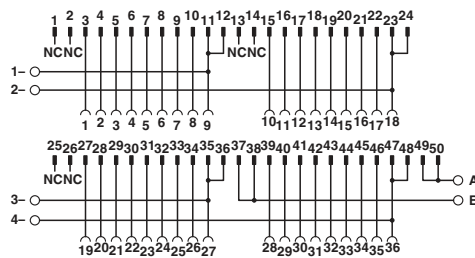 1 2 3 4 5 6 7 8 9 10 11 12 13 14 15 16 17 18 19 20 21 22 23 24
NC NC NC NC
1–
2–
1 2 3 4 5 6 7 8 9 10 11 12 13 14 15 16 17 18
25 26 27 28 29 30 31 32 33 34 35 36 37 38 39 40 41 42 43 44 45 46 47 48 49 50
NC NC
A
3–
B
4–
19 20 21 22 23 24 25 26 27 28 29 30 31 32 33 34 35 36